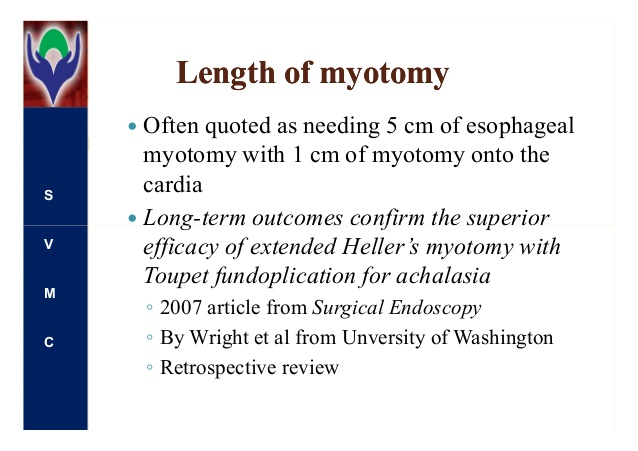 Length of myotomy
• Often quoted as needing 5 cm of esophageal
myotomy with 1 cm of myotomy onto the
cardia
• Long-term outcomes confirm the superior
efficacy of extended Heller's myotomy with
Toupet fundoplication for achalasia
◦ 2007 article from Surgical Endoscopy
◦ By Wright et al from Unversity of Washington
◦ Retrospective review
S
V
M
C